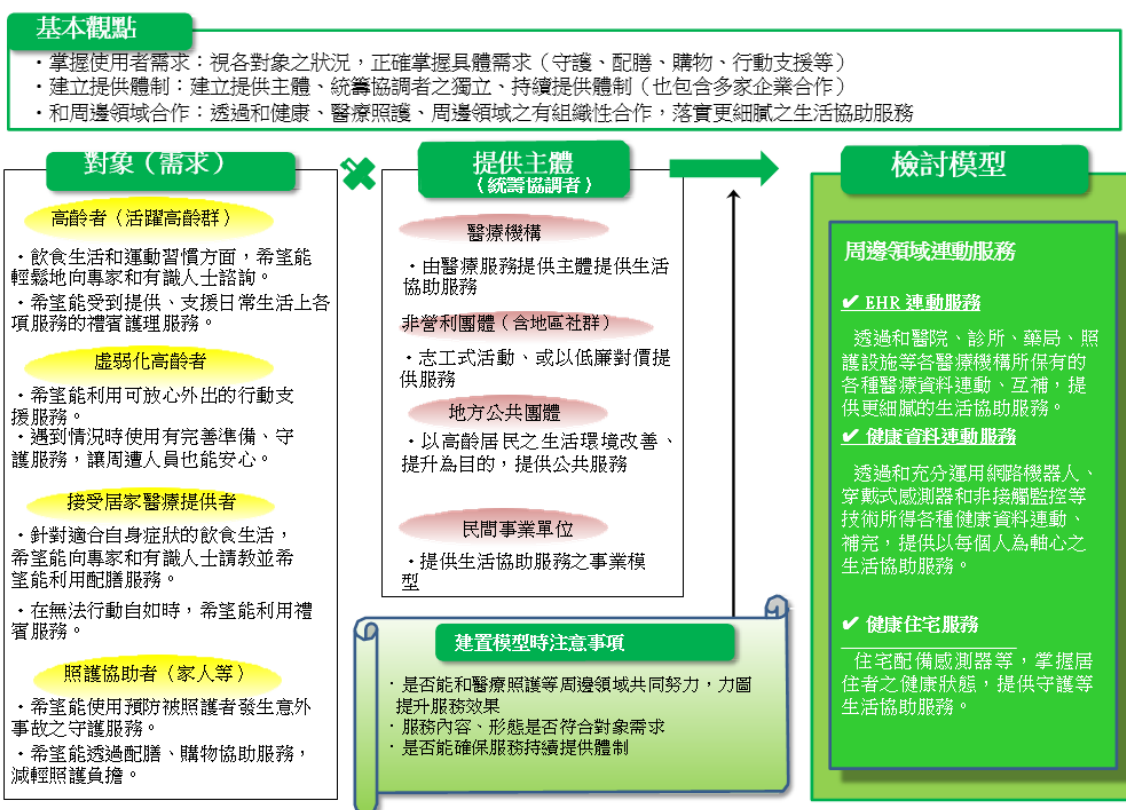 基本觀點
・掌握使用者需求：視各對象之狀況，正確掌握具體需求（守護、配膳、購物、行動支援等）
・建立提供體制：建立提供主體、統籌協調者之獨立、持續提供體制（也包含多家企業合作）
・和周邊領域合作：透過和健康、醫療照護、周邊領域之有組織性合作，落實更細膩之生活協助服務
對象（需求）
高齡者（活躍高齡群）
・飲食生活和運動習慣方面，希望能
輕鬆地向專家和有識人士諮詢。
・希望能受到提供、支援日常生活上各
項服務的禮賓護理服務。
虛弱化高齡者
・希望能利用可放心外出的行動支
援服務。
・遇到情況時使用有完善準備、守
護服務，讓周遭人員也能安心。
接受居家醫療提供者
・針對適合自身症狀的飲食生活，
希望能向專家和有識人士請教並希
望能利用配膳服務。
・在無法行動自如時，希望能利用禮
賓服務。
照護協助者（家人等）
・希望能使用預防被照護者發生意外
事故之守護服務。
・希望能透過配膳、購物協助服務，
減輕照護負擔。
提供主體
（統籌協調者）
醫療機構
・由醫療服務提供主體提供生活
協助服務
非營利團體（含地區社群）
・志工式活動、或以低廉對價提
供服務
地方公共團體
・以高齡居民之生活環境改善、
提升為目的，提供公共服務
民間事業單位
・提供生活協助服務之事業模
型
建置模型時注意事項
・是否能和醫療照護等周邊領域共同努力，力圖
提升服務效果
・服務內容、形態是否符合對象需求
・是否能確保服務持續提供體制
檢討模型
周邊領域連動服務
✔ EHR 連動服務
透過和醫院、診所、藥局、照
護設施等各醫療機構所保有的
各種醫療資料連動、互補，提
供更細膩的生活協助服務。
✔ 健康資料連動服務
透過和充分運用網路機器人、
穿戴式感測器和非接觸監控等
技術所得各種健康資料連動、
補完，提供以每個人為軸心之
生活協助服務。
✔ 健康住宅服務
住宅配備感測器等，掌握居
住者之健康狀態，提供守護等
生活協助服務。